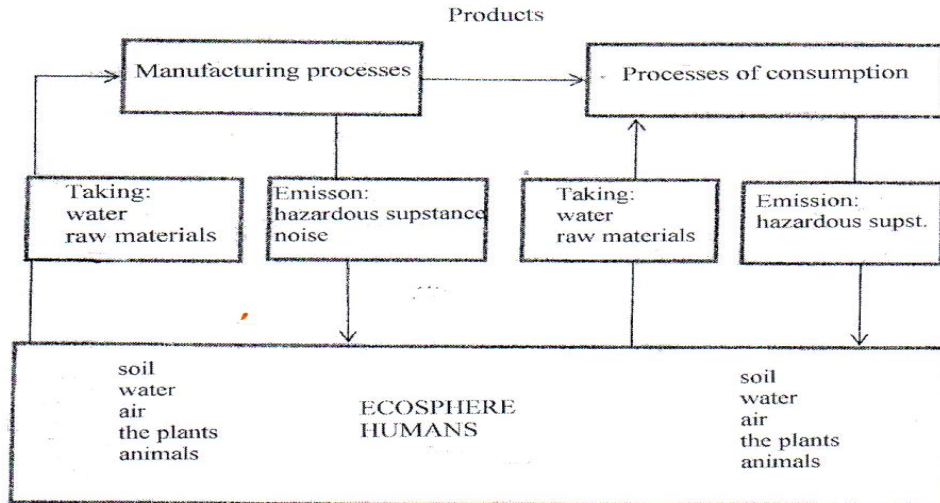 Products
Manufacturing processes
Processes of consumption
Taking:
water
raw materials
Emisson:
hazardous supstance
noise
Taking:
water
raw materials
Emission:
hazardous supst.
soil
water
air
the plants
animals
ECOSPHERE
HUMANS
soil
water
air
the plants
animals